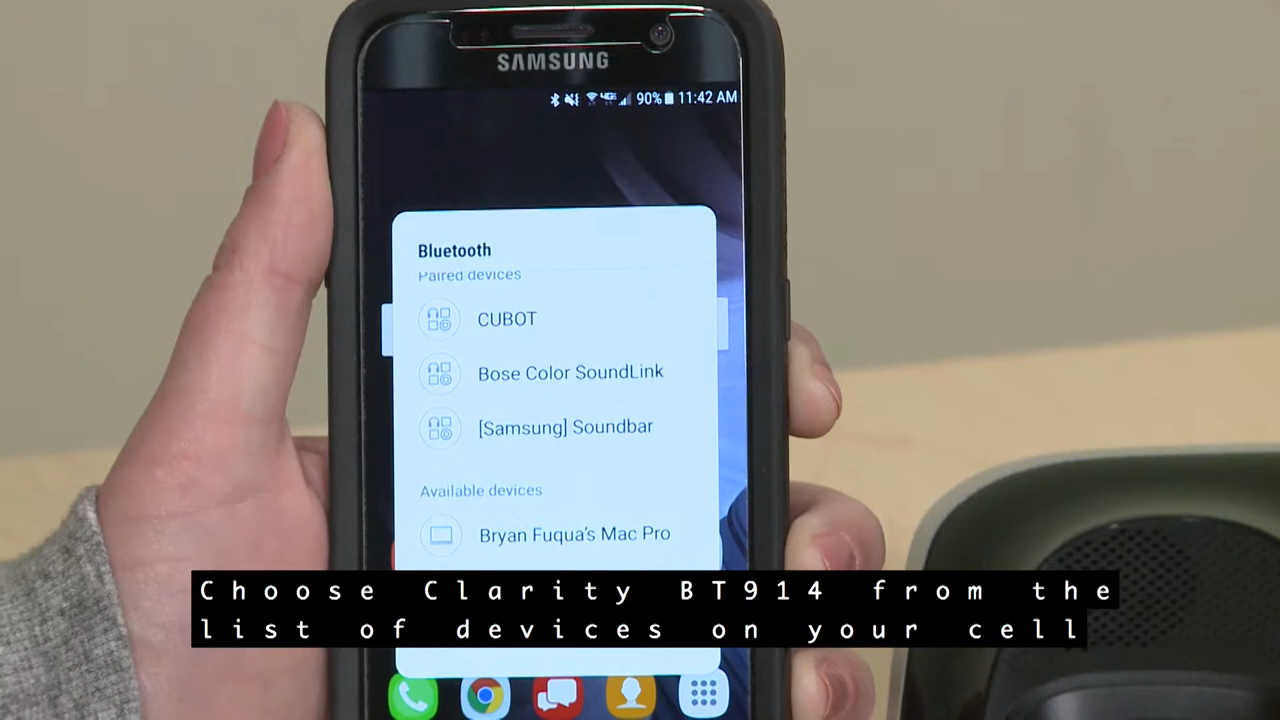 SAMSUNG
4GE 90% 11:42 AM
Bluetooth
Paired devices
CUBOT
Bose Color SoundLink
[Samsung] Soundbar
Available devices
Bryan Fuqua's Mac Pro
Choose Clarity BT914 from the
list of devices on your cell